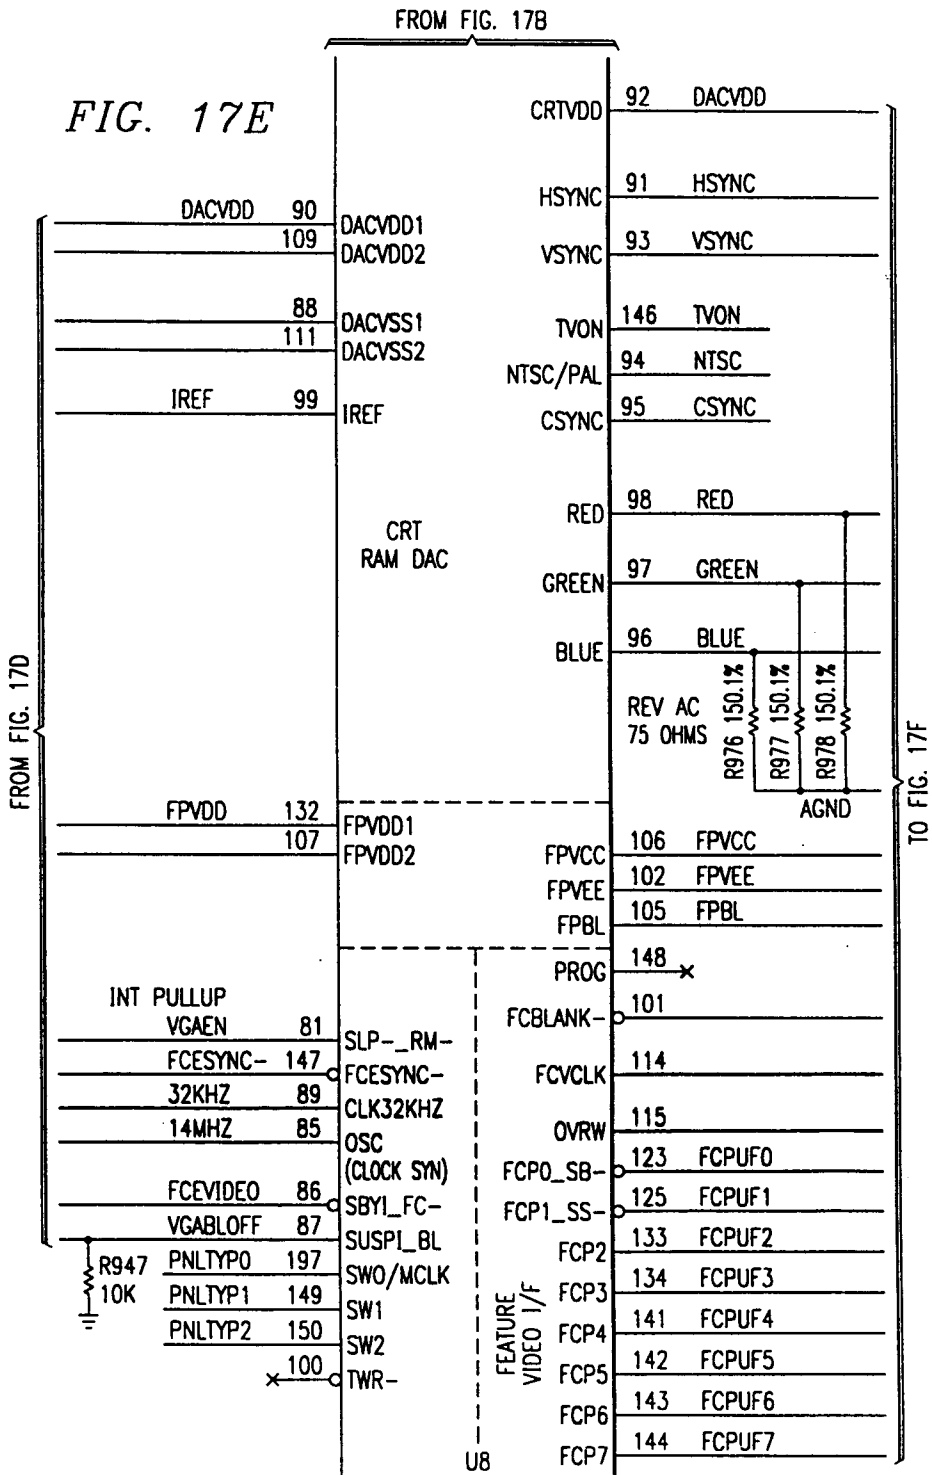 FROM FIG. 17B
FIG. 17E
CRTVDD 92 DACVDD
HSYNC 91 HSYNC
DACVDD 90 DACVDD1
109 DACVDD2
VSYNC 93 VSYNC
88 DACVSS1
111 DACVSS2
TVON 146 TVON
NTSC/PAL 94 NTSC
IREF 99 IREF
CSYNC 95 CSYNC
RED 98 RED
CRT
RAM DAC
GREEN 97 GREEN
BLUE 96 BLUE
FROM FIG. 17D
REV AC
75 OHMS
R976 150.1%
R977 150.1%
R978 150.1%
AGND
TO FIG. 17F
FPVDD 132 FPVDD1
107 FPVDD2
FPVCC 106 FPVCC
FPVEE 102 FPVEE
FPBL 105 FPBL
PROG 148
INT PULLUP
FCBLANK- 101
VGAEN 81 SLP-_RM-
FCESYNC- 147 FCESYNC-
FCVCLK 114
32KHZ 89 CLK32KHZ
14MHZ 85 OSC
(CLOCK SYN)
OVRW 115
FCP0_SB- 123 FCPUF0
FCEVIDEO 86 SBYI_FC-
FCP1_SS- 125 FCPUF1
VGABLOFF 87 SUSPI_BL
FCP2 133 FCPUF2
R947
10K
PNLTYP0 197 SW0/MCLK
FCP3 134 FCPUF3
PNLTYP1 149 SW1
FEATURE
VIDEO I/F
FCP4 141 FCPUF4
PNLTYP2 150 SW2
FCP5 142 FCPUF5
100 TWR-
FCP6 143 FCPUF6
FCP7 144 FCPUF7
U8